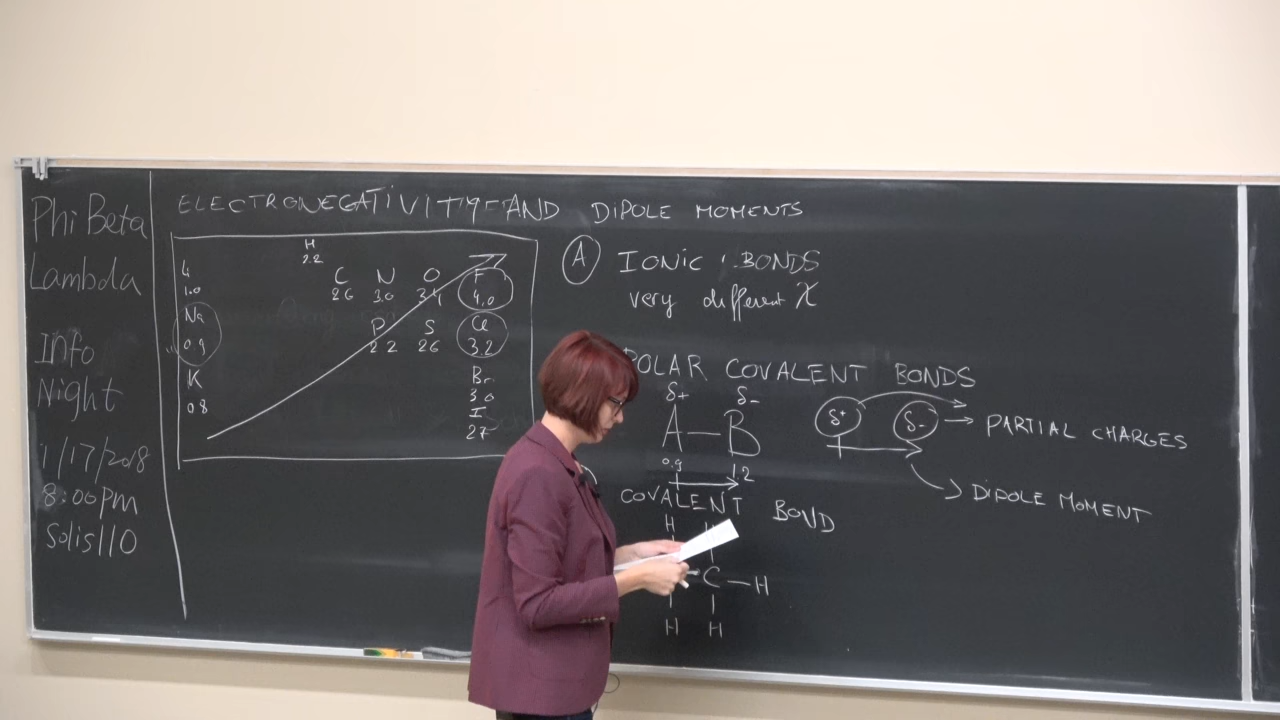 Phi Beta
Lambda
Info
Night
1/17/2018
8:00pm
Solis 110
ELECTRONEGATIVITY AND DIPOLE MOMENTS
H
2.2
1.0
C N O F
2.6 3.0 3.4 4.0
Na
0.9
P S Cl
2.2 2.6 3.2
K
0.8
Br
3.0
I
2.7
A IONIC BONDS
very different χ
POLAR COVALENT BONDS
δ+ δ-
A — B
0.9 1.2
δ+ δ- → PARTIAL CHARGES
→ DIPOLE MOMENT
COVALENT BOND
H H
C — H
H H